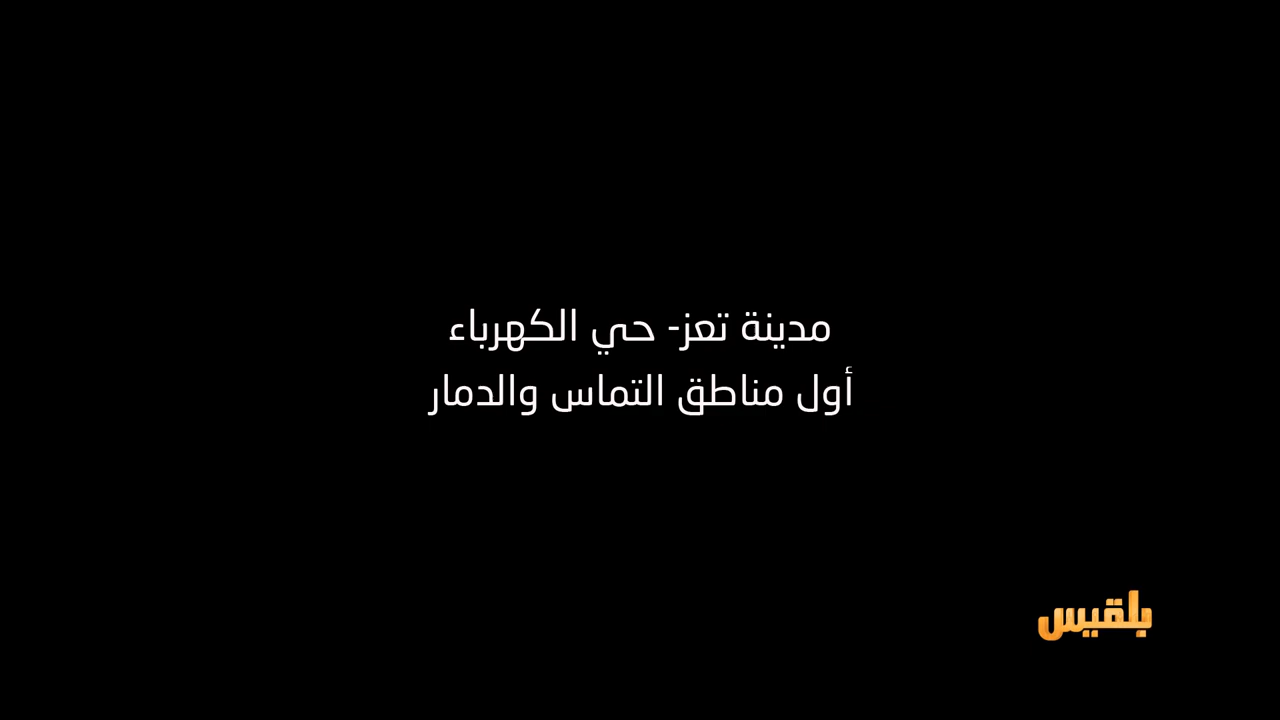 مدينة تعز- حي الكهرباء
أول مناطق التماس والدمار
بلقيس